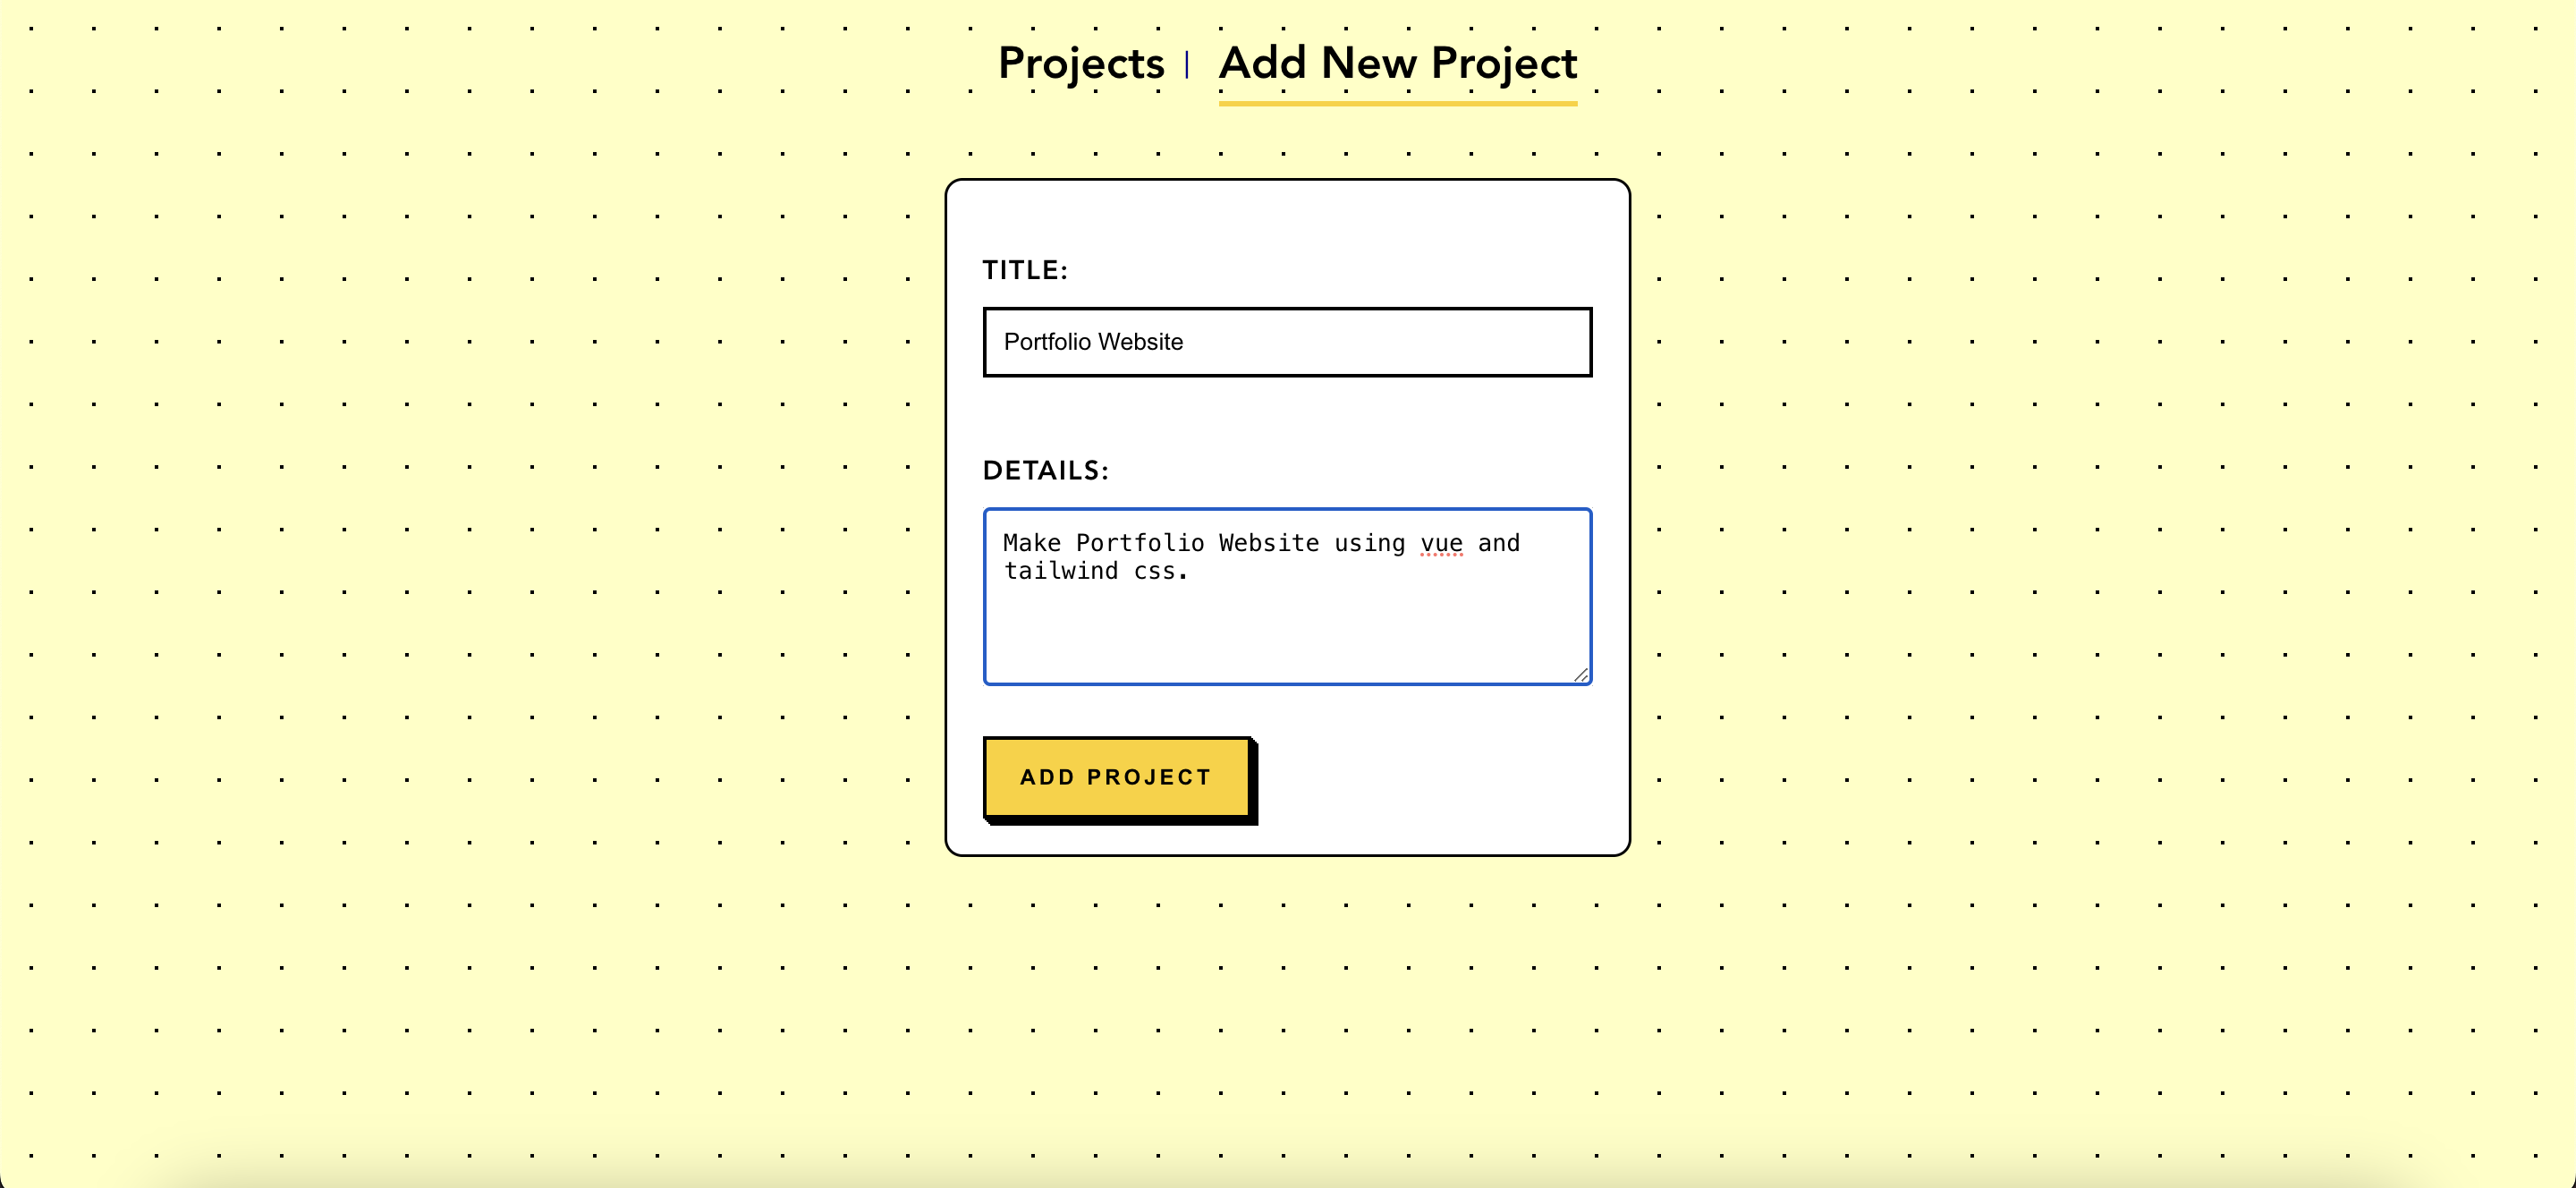 Projects | Add New Project
TITLE:
Portfolio Website
DETAILS:
Make Portfolio Website using vue and
tailwind css.
ADD PROJECT